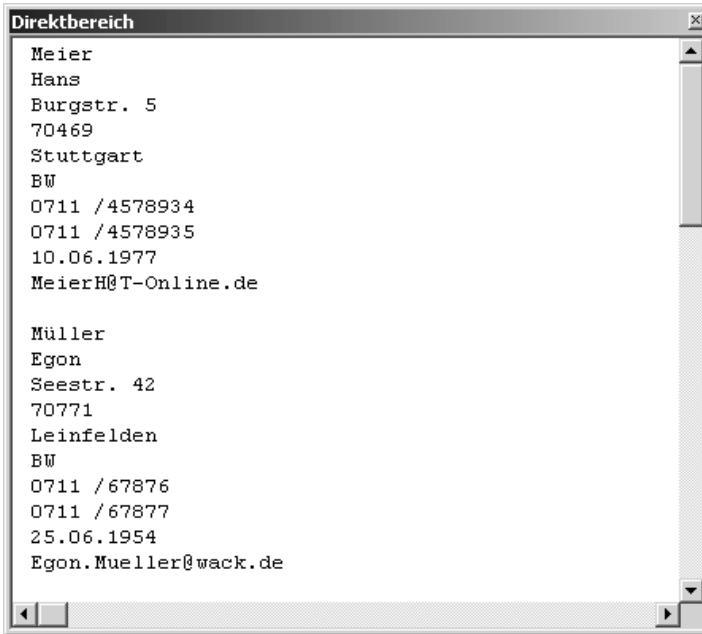 Direktbereich
Meier
Hans
Burgstr. 5
70469
Stuttgart
BW
0711 /4578934
0711 /4578935
10.06.1977
MeierH@T-Online.de
Müller
Egon
Seestr. 42
70771
Leinfelden
BW
0711 /67876
0711 /67877
25.06.1954
Egon.Mueller@wack.de